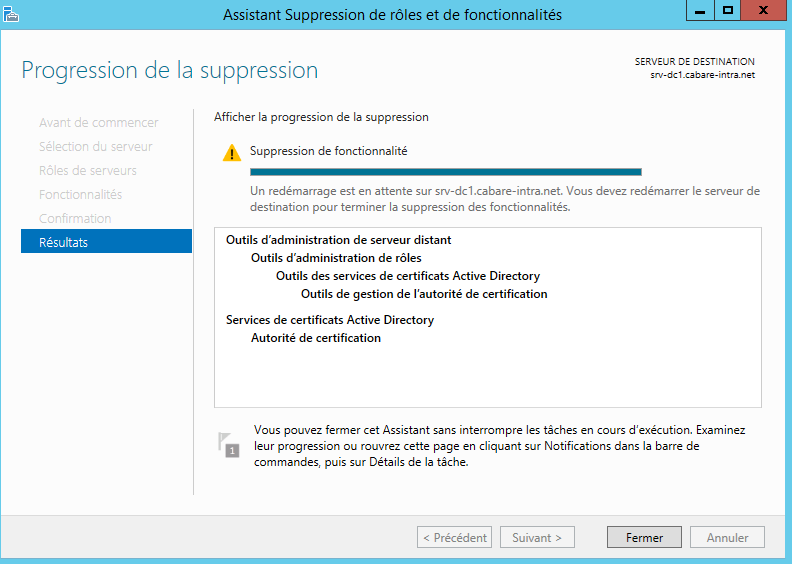 Assistant Suppression de rôles et de fonctionnalités
Progression de la suppression
SERVEUR DE DESTINATION
srv-dc1.cabare-intra.net
Avant de commencer
Sélection du serveur
Rôles de serveurs
Fonctionnalités
Confirmation
Résultats
Afficher la progression de la suppression
Suppression de fonctionnalité
Un redémarrage est en attente sur srv-dc1.cabare-intra.net. Vous devez redémarrer le serveur de
destination pour terminer la suppression des fonctionnalités.
Outils d’administration de serveur distant
Outils d’administration de rôles
Outils des services de certificats Active Directory
Outils de gestion de l’autorité de certification
Services de certificats Active Directory
Autorité de certification
1
Vous pouvez fermer cet Assistant sans interrompre les tâches en cours d’exécution. Examinez
leur progression ou rouvrez cette page en cliquant sur Notifications dans la barre de
commandes, puis sur Détails de la tâche.
< Précédent
Suivant >
Fermer
Annuler